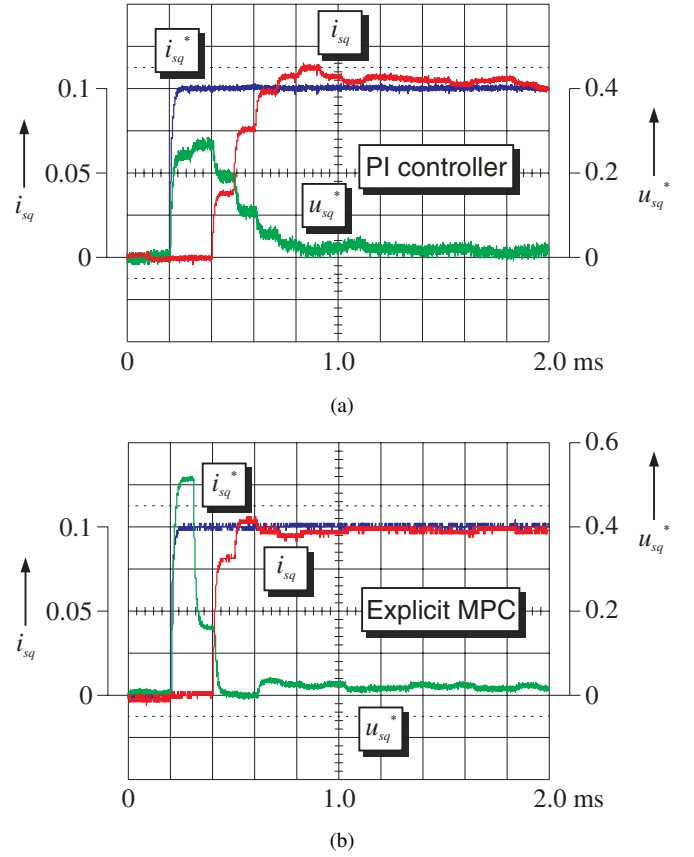 i_sq^*
i_sq
0.1
0.4
0.05
PI controller
0.2
i_sq
u_sq^*
u_sq^*
0
0
0
1.0
2.0 ms
(a)
0.6
i_sq^*
0.1
0.4
u_sq^*
i_sq
0.05
Explicit MPC
0.2
i_sq
0
0
u_sq^*
0
1.0
2.0 ms
(b)